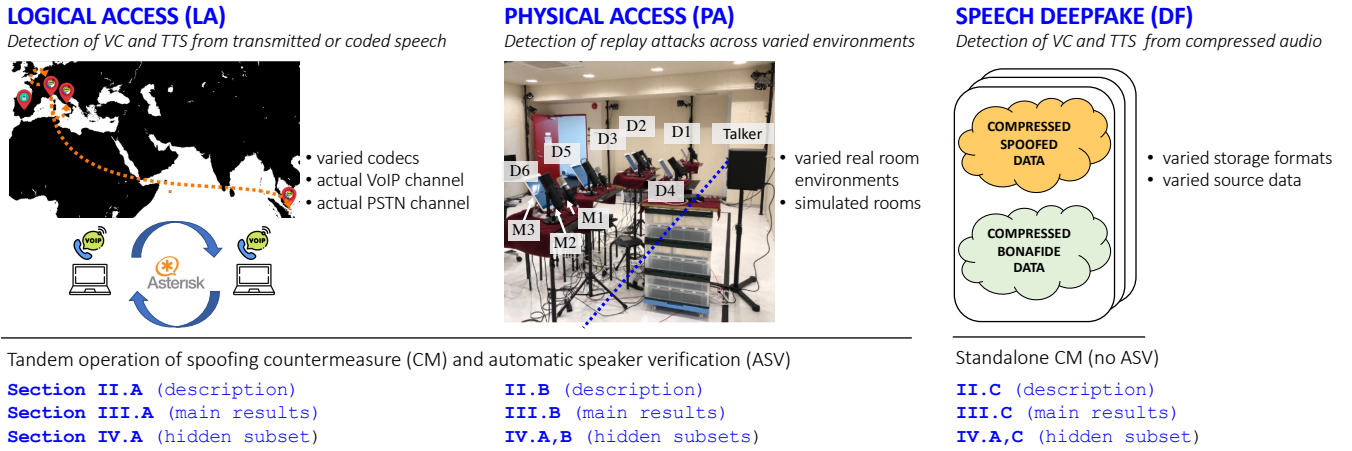 LOGICAL ACCESS (LA)
Detection of VC and TTS from transmitted or coded speech
• varied codecs
• actual VoIP channel
• actual PSTN channel
VOIP
VOIP
Asterisk
PHYSICAL ACCESS (PA)
Detection of replay attacks across varied environments
D6
D5
D3
D2
D1
Talker
D4
M3
M2
M1
• varied real room
environments
• simulated rooms
SPEECH DEEPFAKE (DF)
Detection of VC and TTS from compressed audio
COMPRESSED
SPOOFED
DATA
COMPRESSED
BONAFIDE
DATA
• varied storage formats
• varied source data
Tandem operation of spoofing countermeasure (CM) and automatic speaker verification (ASV)
Section II.A (description)
Section III.A (main results)
Section IV.A (hidden subset)
II.B (description)
III.B (main results)
IV.A,B (hidden subsets)
Standalone CM (no ASV)
II.C (description)
III.C (main results)
IV.A,C (hidden subset)